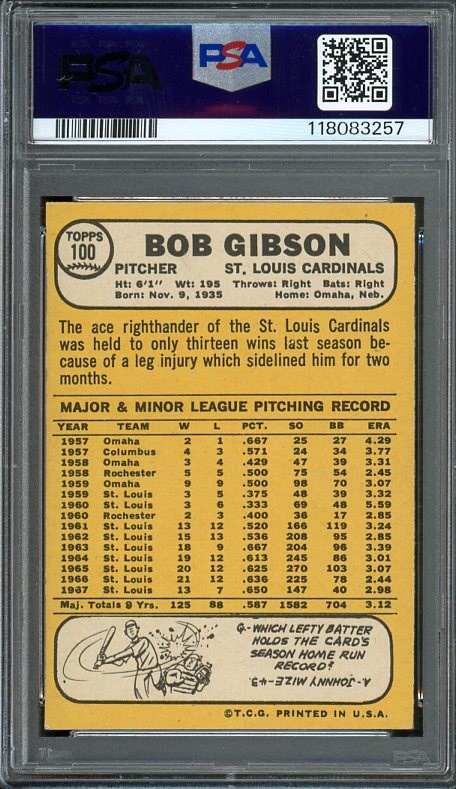 PSA
PSA
118083257
TOPPS
100
BOB GIBSON
PITCHER ST. LOUIS CARDINALS
Ht: 6'1" Wt: 195 Throws: Right Bats: Right
Born: Nov. 9, 1935 Home: Omaha, Neb.
The ace righthander of the St. Louis Cardinals
was held to only thirteen wins last season be-
cause of a leg injury which sidelined him for two
months.
MAJOR & MINOR LEAGUE PITCHING RECORD
YEAR TEAM W L PCT. SO BB ERA
1957 Omaha 2 1 .667 25 27 4.29
1957 Columbus 4 3 .571 24 34 3.77
1958 Omaha 3 4 .429 47 39 3.31
1958 Rochester 5 5 .500 75 54 2.45
1959 Omaha 9 9 .500 98 70 3.07
1959 St. Louis 3 5 .375 48 39 3.32
1960 St. Louis 3 6 .333 69 48 5.59
1960 Rochester 2 3 .400 36 17 2.85
1961 St. Louis 13 12 .520 166 119 3.24
1962 St. Louis 15 13 .536 208 95 2.85
1963 St. Louis 18 9 .667 204 96 3.39
1964 St. Louis 19 12 .613 245 86 3.01
1965 St. Louis 20 12 .625 270 103 3.07
1966 St. Louis 21 12 .636 225 78 2.44
1967 St. Louis 13 7 .650 147 40 2.98
Maj. Totals 9 Yrs. 125 88 .587 1582 704 3.12
Q.- WHICH LEFTY BATTER
HOLDS THE CARD'S
SEASON HOME RUN
RECORD?
A- JOHNNY MIZE-43.
©T.C.G. PRINTED IN U.S.A.
PSA